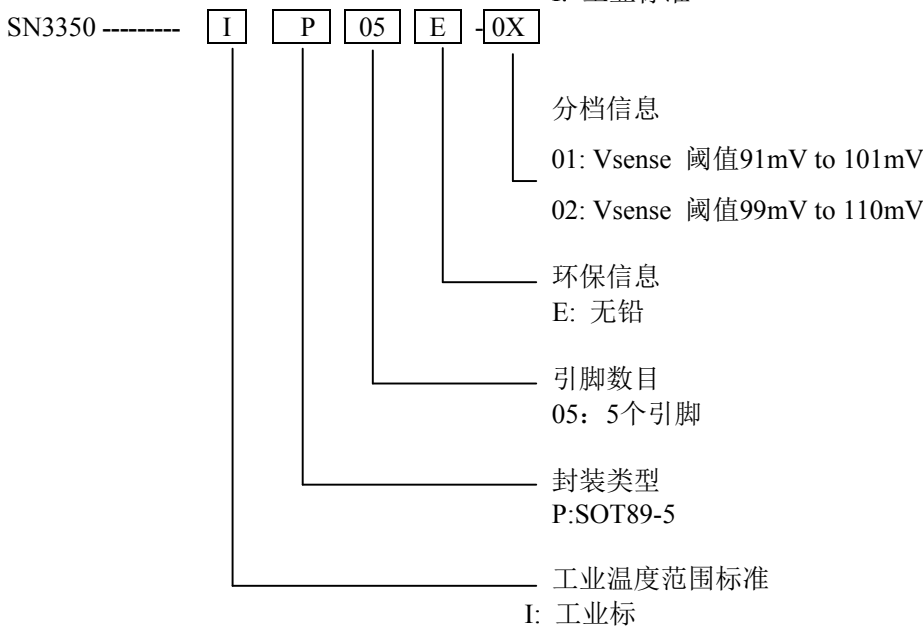 SN3350 --------- I P 05 E -0X
分档信息
01: Vsense 阈值91mV to 101mV
02: Vsense 阈值99mV to 110mV
环保信息
E: 无铅
引脚数目
05：5个引脚
封装类型
P:SOT89-5
工业温度范围标准
I: 工业标